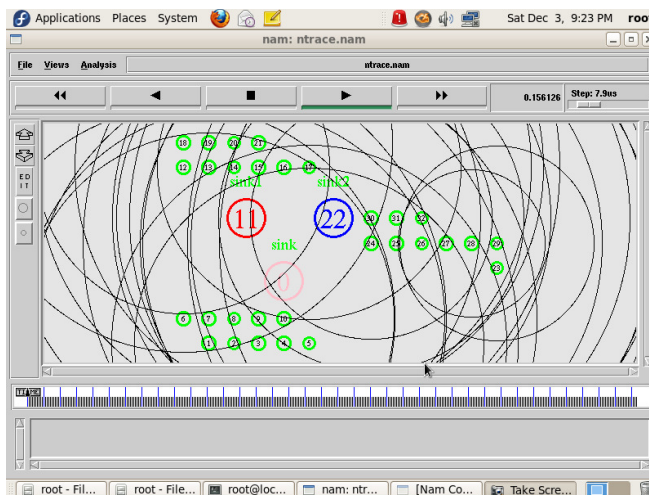 Applications Places System Sat Dec 3, 9:23 PM root
nam: ntrace.nam
File Views Analysis ntrace.nam
0.156126 Step: 7.9us
E D
I T
18 19 20 21
12 13 14 15 16 17
sink1 sink2
11 22 30 31 32
24 25 26 27 28 29
sink
23
0
6 7 8 9 10
1 2 3 4 5
TIME
root - Fil... root - File... root@loc... nam: ntr... [Nam Co... Take Scre...